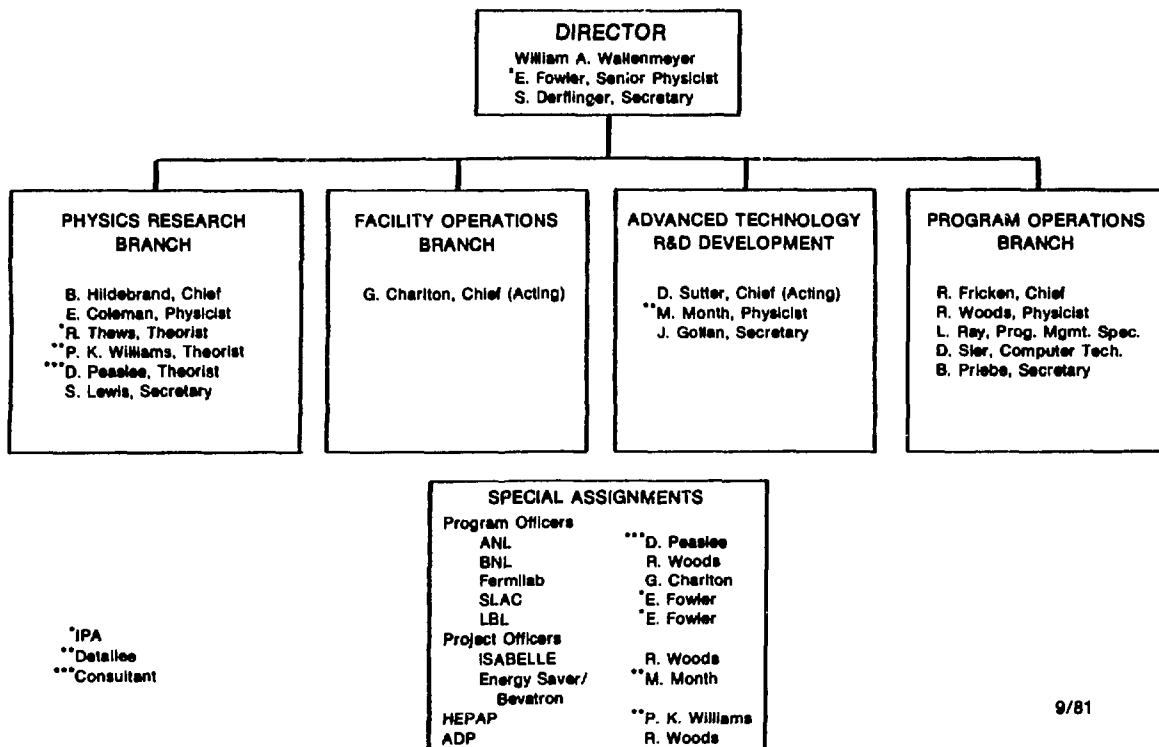 DIRECTOR
William A. Wallenmeyer
*E. Fowler, Senior Physicist
S. Derflinger, Secretary
PHYSICS RESEARCH
BRANCH
B. Hildebrand, Chief
E. Coleman, Physicist
*R. Thews, Theorist
**P. K. Williams, Theorist
***D. Peaslee, Theorist
S. Lewis, Secretary
FACILITY OPERATIONS
BRANCH
G. Charlton, Chief (Acting)
ADVANCED TECHNOLOGY
R&D DEVELOPMENT
D. Sutter, Chief (Acting)
**M. Month, Physicist
J. Gollan, Secretary
PROGRAM OPERATIONS
BRANCH
R. Fricken, Chief
R. Woods, Physicist
L. Ray, Prog. Mgmt. Spec.
D. Sier, Computer Tech.
B. Priebe, Secretary
SPECIAL ASSIGNMENTS
Program Officers
ANL ***D. Peaslee
BNL R. Woods
Fermilab G. Charlton
SLAC *E. Fowler
LBL *E. Fowler
Project Officers
ISABELLE R. Woods
Energy Saver/ **M. Month
Bevatron
HEPAP **P. K. Williams
ADP R. Woods
*IPA
**Detailee
***Consultant
9/81